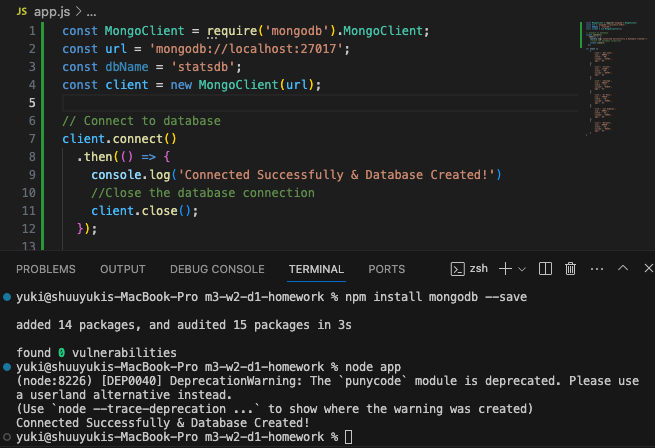 JS app.js > ...
1 const MongoClient = require('mongodb').MongoClient;
2 const url = 'mongodb://localhost:27017';
3 const dbName = 'statsdb';
4 const client = new MongoClient(url);
5
6 // Connect to database
7 client.connect()
8 .then(() => {
9 console.log('Connected Successfully & Database Created!')
10 //Close the database connection
11 client.close();
12 });
13
PROBLEMS OUTPUT DEBUG CONSOLE TERMINAL PORTS zsh
yuki@shuuyukis-MacBook-Pro m3-w2-d1-homework % npm install mongodb --save
added 14 packages, and audited 15 packages in 3s
found 0 vulnerabilities
yuki@shuuyukis-MacBook-Pro m3-w2-d1-homework % node app
(node:8226) [DEP0040] DeprecationWarning: The `punycode` module is deprecated. Please use
a userland alternative instead.
(Use `node --trace-deprecation ...` to show where the warning was created)
Connected Successfully & Database Created!
yuki@shuuyukis-MacBook-Pro m3-w2-d1-homework %